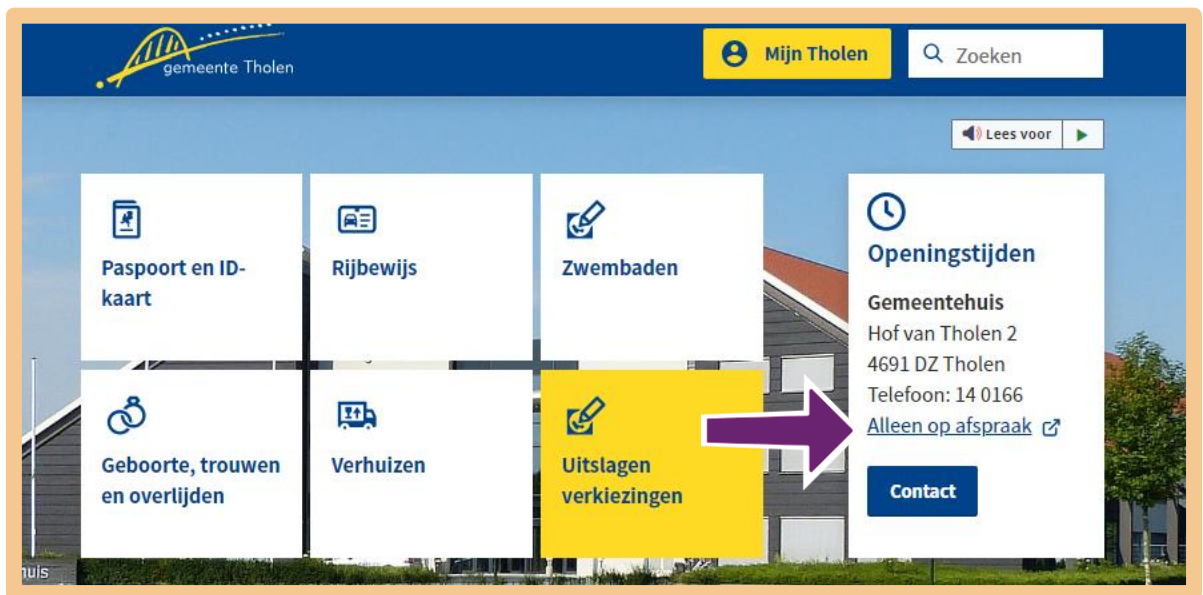 gemeente Tholen
Mijn Tholen
Zoeken
Lees voor
Paspoort en ID-
kaart
Rijbewijs
Zwembaden
Geboorte, trouwen
en overlijden
Verhuizen
Uitslagen
verkiezingen
Openingstijden
Gemeentehuis
Hof van Tholen 2
4691 DZ Tholen
Telefoon: 14 0166
Alleen op afspraak
Contact
huis